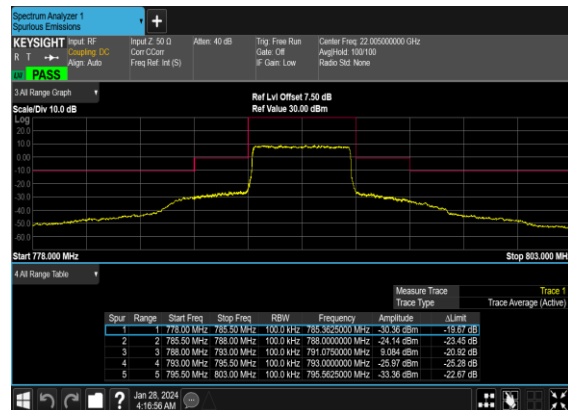 Spectrum Analyzer 1
Spurious Emissions
KEYSIGHT Input: RF Input Z: 50 Ω Atten: 40 dB Trig: Free Run Center Freq: 22.005000000 GHz
R T Coupling: DC Corr CCorr Gate: Off Avg|Hold: 100/100
Align: Auto Freq Ref: Int (S) IF Gain: Low Radio Std: None
PASS
3 All Range Graph
Scale/Div 10.0 dB Ref Lvl Offset 7.50 dB
Ref Value 30.00 dBm
Log
20.0
10.0
0.00
-10.0
-20.0
-30.0
-40.0
-50.0
-60.0
Start 778.000 MHz Stop 803.000 MH
4 All Range Table
Measure Trace Trace 1
Trace Type Trace Average (Active)
Spur Range Start Freq Stop Freq RBW Frequency Amplitude ΔLimit
1 1 778.00 MHz 785.50 MHz 100.0 kHz 785.3625000 MHz -30.36 dBm -19.67 dB
2 2 785.50 MHz 788.00 MHz 100.0 kHz 788.0000000 MHz -24.14 dBm -23.45 dB
3 3 788.00 MHz 793.00 MHz 100.0 kHz 791.0750000 MHz 9.084 dBm -20.92 dB
4 4 793.00 MHz 795.50 MHz 100.0 kHz 793.0000000 MHz -25.97 dBm -25.28 dB
5 5 795.50 MHz 803.00 MHz 100.0 kHz 795.5625000 MHz -33.36 dBm -22.67 dB
Jan 28, 2024
4:16:56 AM